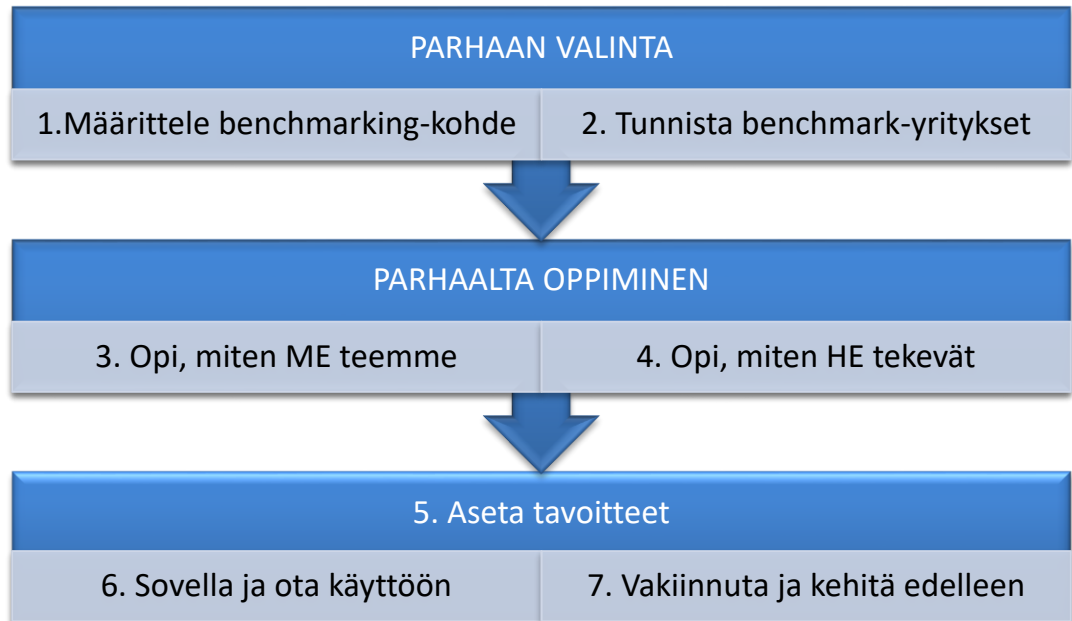 PARHAAN VALINTA
1.Määrittele benchmarking-kohde
2. Tunnista benchmark-yritykset
PARHAALTA OPPIMINEN
3. Opi, miten ME teemme
4. Opi, miten HE tekevät
5. Aseta tavoitteet
6. Sovella ja ota käyttöön
7. Vakiinnuta ja kehitä edelleen